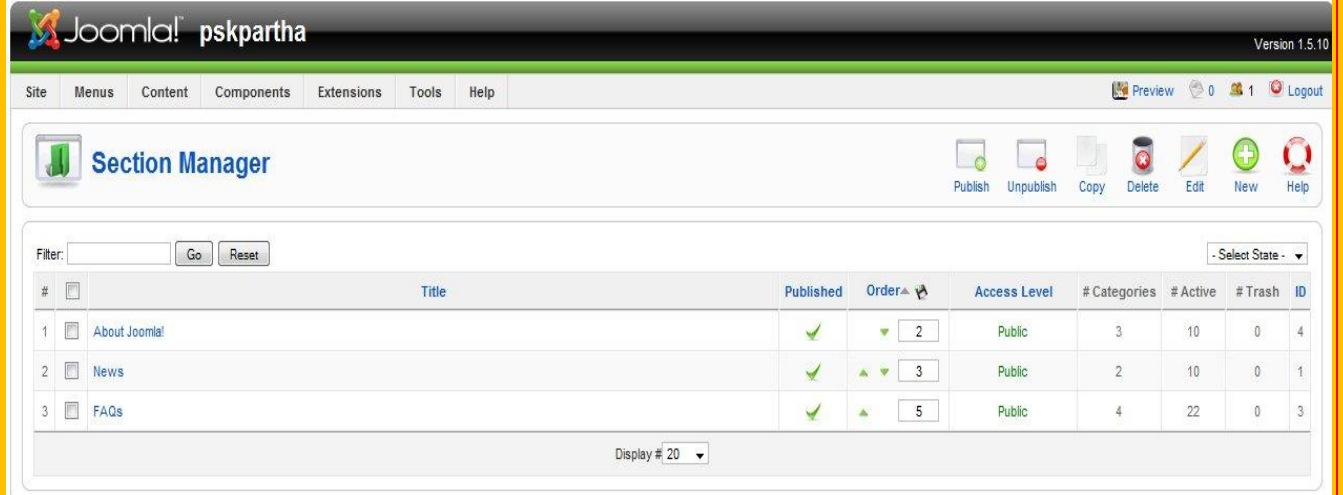 Joomla! pskpartha
Version 1.5.10
Site Menus Content Components Extensions Tools Help Preview 0 1 Logout
Section Manager
Publish Unpublish Copy Delete Edit New Help
Filter: Go Reset - Select State -
# Title Published Order Access Level # Categories # Active # Trash ID
1 About Joomla! 2 Public 3 10 0 4
2 News 3 Public 2 10 0 1
3 FAQs 5 Public 4 22 0 3
Display # 20